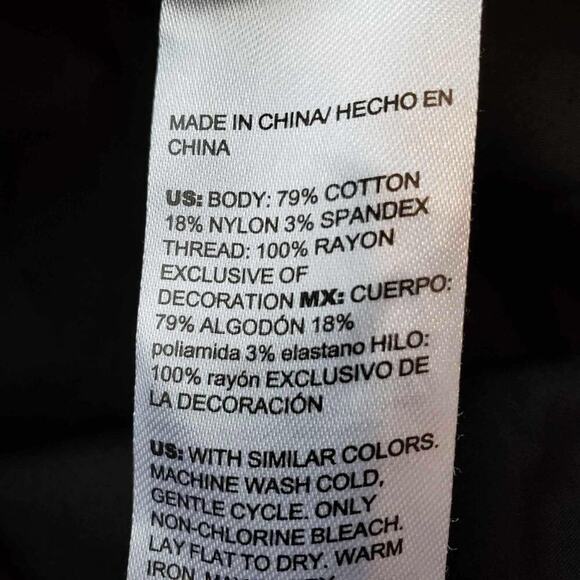 MADE IN CHINA/ HECHO EN
CHINA
US: BODY: 79% COTTON
18% NYLON 3% SPANDEX
THREAD: 100% RAYON
EXCLUSIVE OF
DECORATION MX: CUERPO:
79% ALGODÓN 18%
poliamida 3% elastano HILO:
100% rayón EXCLUSIVO DE
LA DECORACIÓN
US: WITH SIMILAR COLORS.
MACHINE WASH COLD,
GENTLE CYCLE. ONLY
NON-CHLORINE BLEACH.
LAY FLAT TO DRY. WARM
IRON.